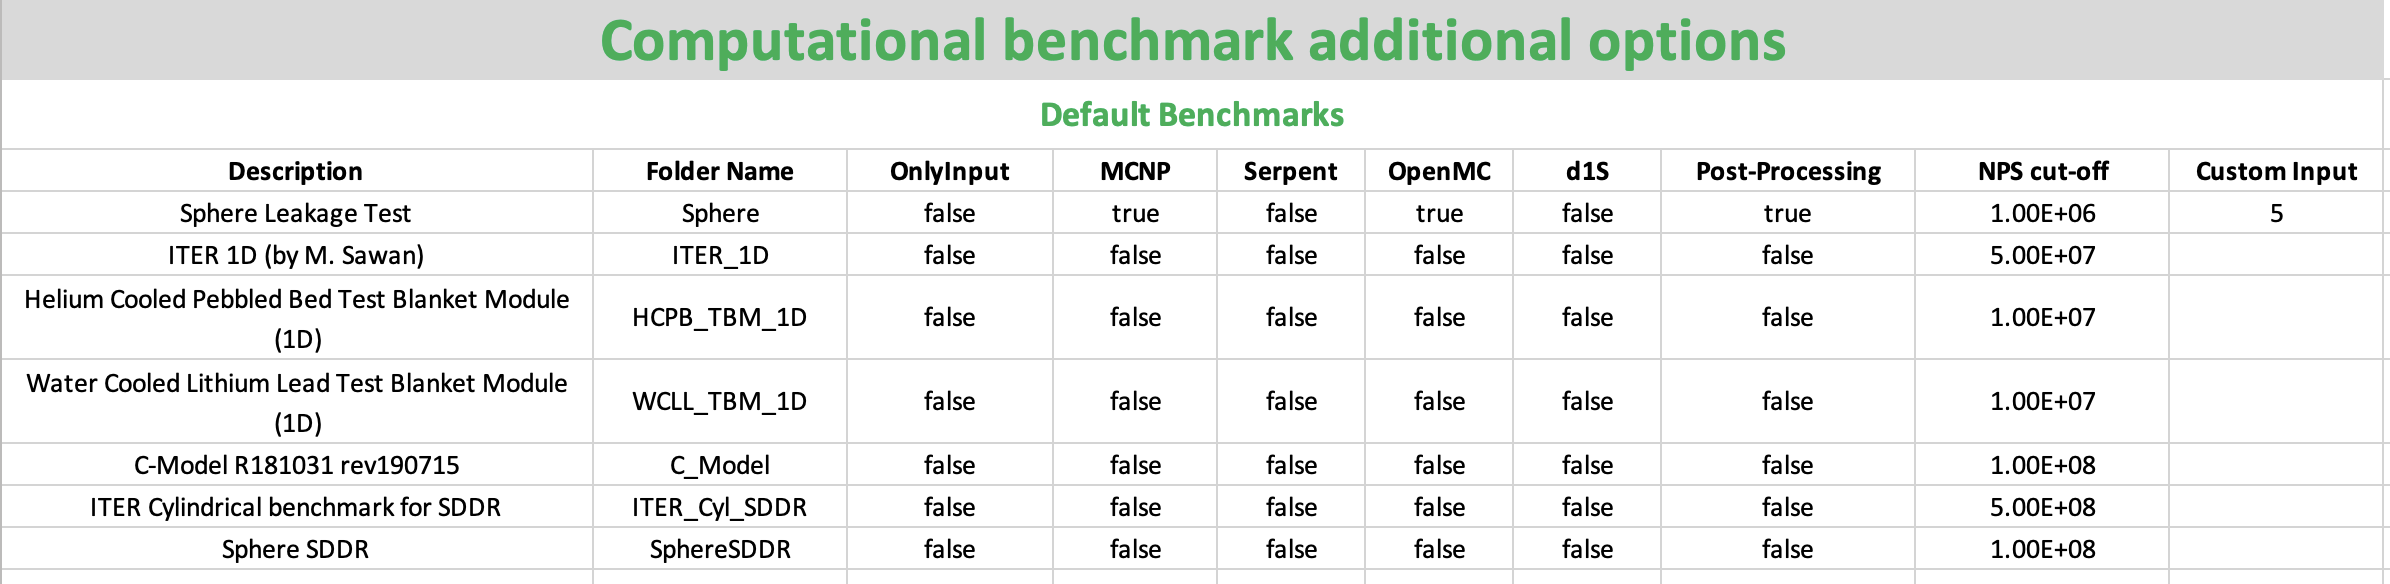 Computational benchmark additional options
Default Benchmarks
Description Folder Name OnlyInput MCNP Serpent OpenMC d1S Post-Processing NPS cut-off Custom Input
Sphere Leakage Test Sphere false true false true false true 1.00E+06 5
ITER 1D (by M. Sawan) ITER_1D false false false false false false 5.00E+07
Helium Cooled Pebbled Bed Test Blanket Module
(1D) HCPB_TBM_1D false false false false false false 1.00E+07
Water Cooled Lithium Lead Test Blanket Module
(1D) WCLL_TBM_1D false false false false false false 1.00E+07
C-Model R181031 rev190715 C_Model false false false false false false 1.00E+08
ITER Cylindrical benchmark for SDDR ITER_Cyl_SDDR false false false false false false 5.00E+08
Sphere SDDR SphereSDDR false false false false false false 1.00E+08